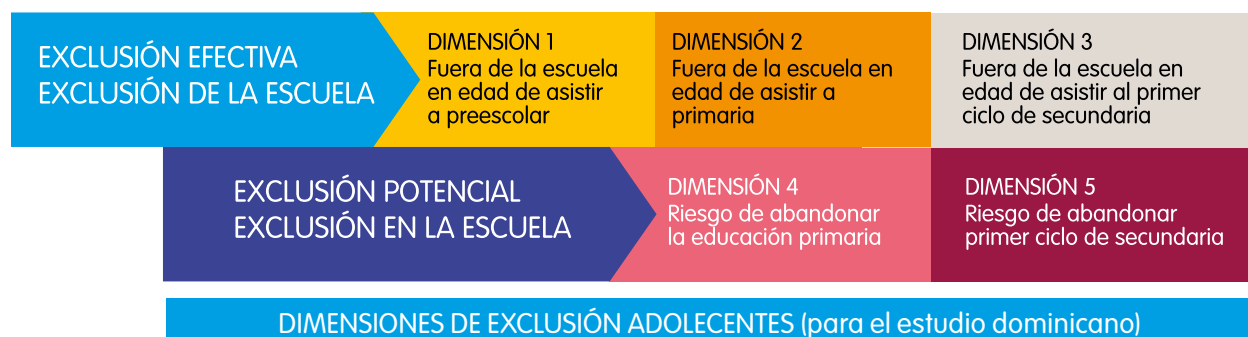 EXCLUSIÓN EFECTIVA
EXCLUSIÓN DE LA ESCUELA
DIMENSIÓN 1
Fuera de la escuela
en edad de asistir
a preescolar
DIMENSIÓN 2
Fuera de la escuela en
edad de asistir a
primaria
DIMENSIÓN 3
Fuera de la escuela en
edad de asistir al primer
ciclo de secundaria
EXCLUSIÓN POTENCIAL
EXCLUSIÓN EN LA ESCUELA
DIMENSIÓN 4
Riesgo de abandonar
la educación primaria
DIMENSIÓN 5
Riesgo de abandonar
primer ciclo de secundaria
DIMENSIONES DE EXCLUSIÓN ADOLECENTES (para el estudio dominicano)